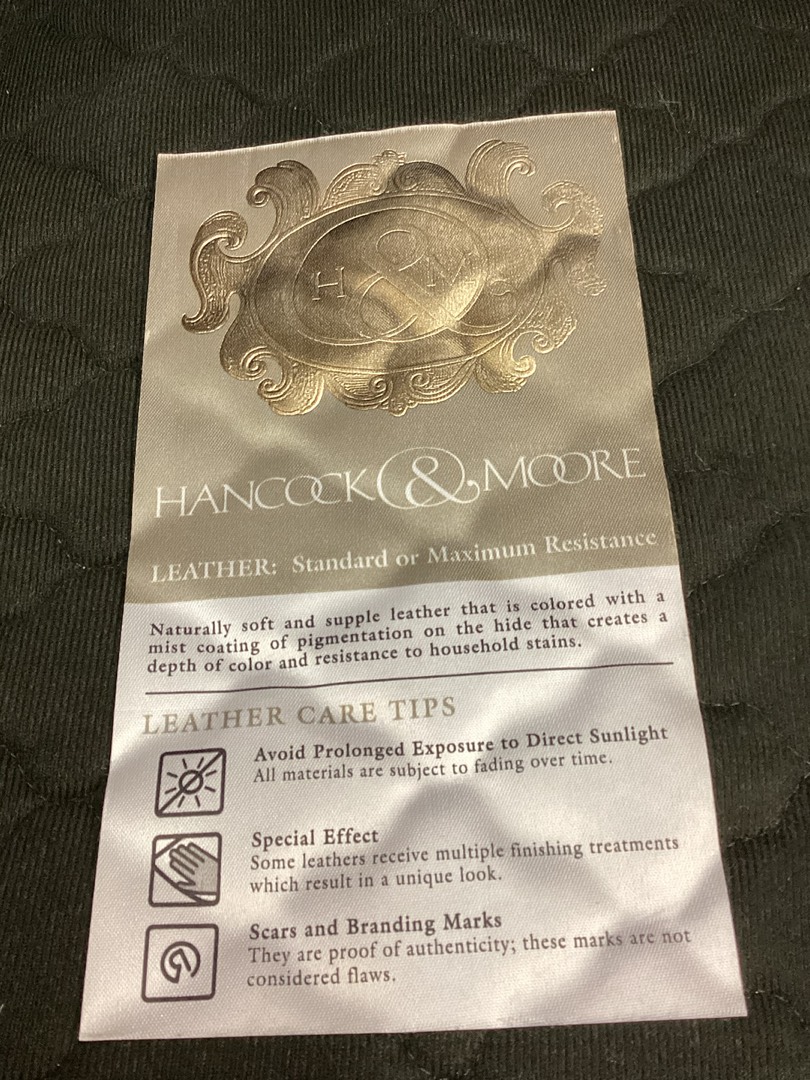 H & M
HANCOCK & MOORE
LEATHER: Standard or Maximum Resistance
Naturally soft and supple leather that is colored with a
mist coating of pigmentation on the hide that creates a
depth of color and resistance to household stains.
LEATHER CARE TIPS
Avoid Prolonged Exposure to Direct Sunlight
All materials are subject to fading over time.
Special Effect
Some leathers receive multiple finishing treatments
which result in a unique look.
Scars and Branding Marks
They are proof of authenticity; these marks are not
considered flaws.